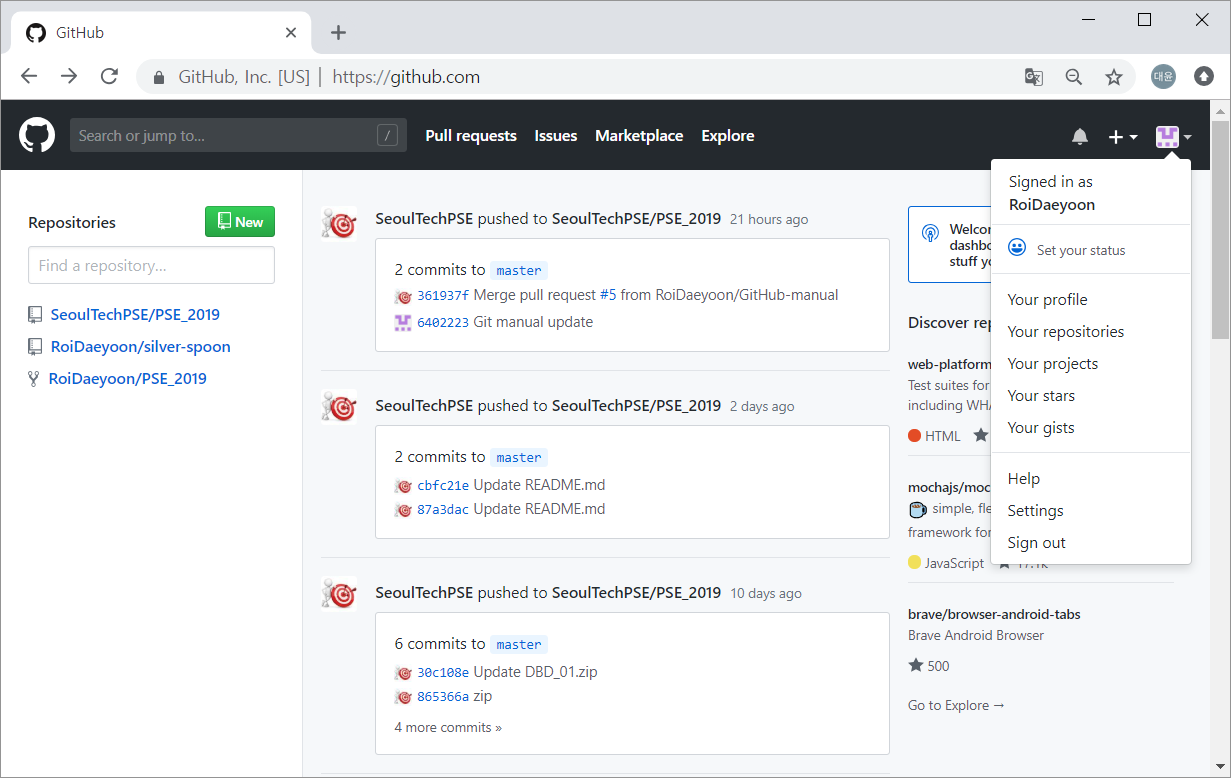 GitHub
GitHub, Inc. [US] | https://github.com
대윤
Search or jump to... /
Pull requests Issues Marketplace Explore
Repositories
New
Find a repository...
SeoulTechPSE/PSE_2019
RoiDaeyoon/silver-spoon
RoiDaeyoon/PSE_2019
SeoulTechPSE pushed to SeoulTechPSE/PSE_2019 21 hours ago
2 commits to master
361937f Merge pull request #5 from RoiDaeyoon/GitHub-manual
6402223 Git manual update
SeoulTechPSE pushed to SeoulTechPSE/PSE_2019 2 days ago
2 commits to master
cbfc21e Update README.md
87a3dac Update README.md
SeoulTechPSE pushed to SeoulTechPSE/PSE_2019 10 days ago
6 commits to master
30c108e Update DBD_01.zip
865366a zip
4 more commits »
Welcon
dashbo
stuff yo
Discover rep
web-platform
Test suites for
including WHA
HTML
mochajs/moc
simple, fle
framework for
JavaScript 17.1k
brave/browser-android-tabs
Brave Android Browser
500
Go to Explore →
Signed in as
RoiDaeyoon
Set your status
Your profile
Your repositories
Your projects
Your stars
Your gists
Help
Settings
Sign out